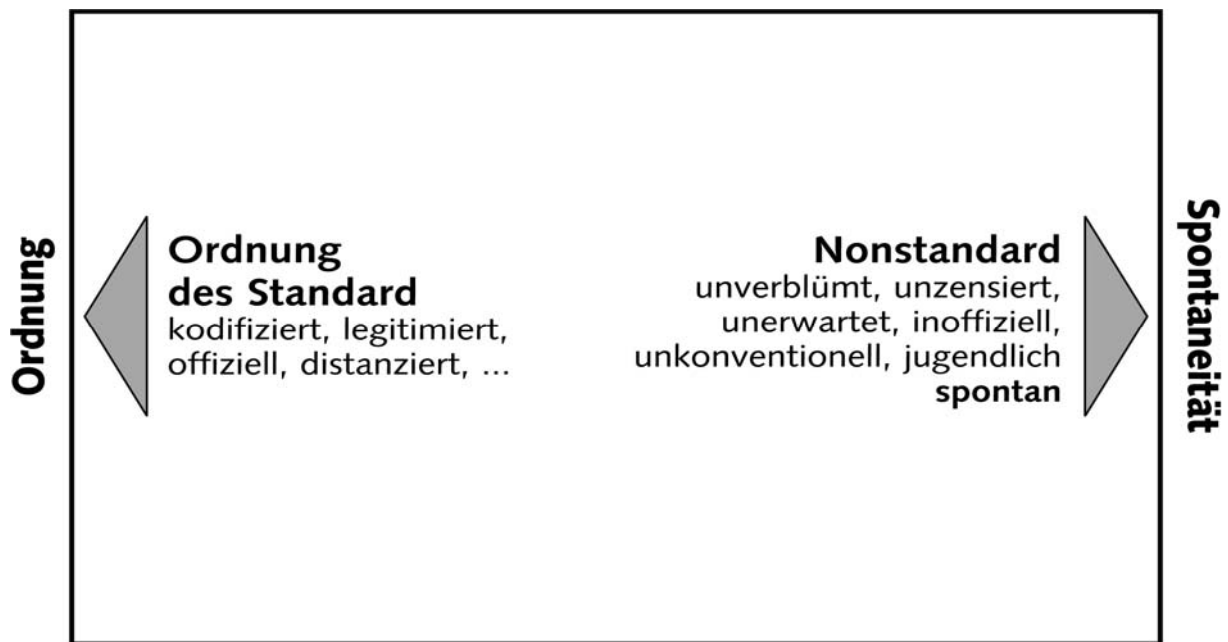 Ordnung
Ordnung
des Standard
kodifiziert, legitimiert,
offiziell, distanziert, ...
Nonstandard
unverblümt, unzensiert,
unerwartet, inoffiziell,
unkonventionell, jugendlich
spontan
Spontaneität